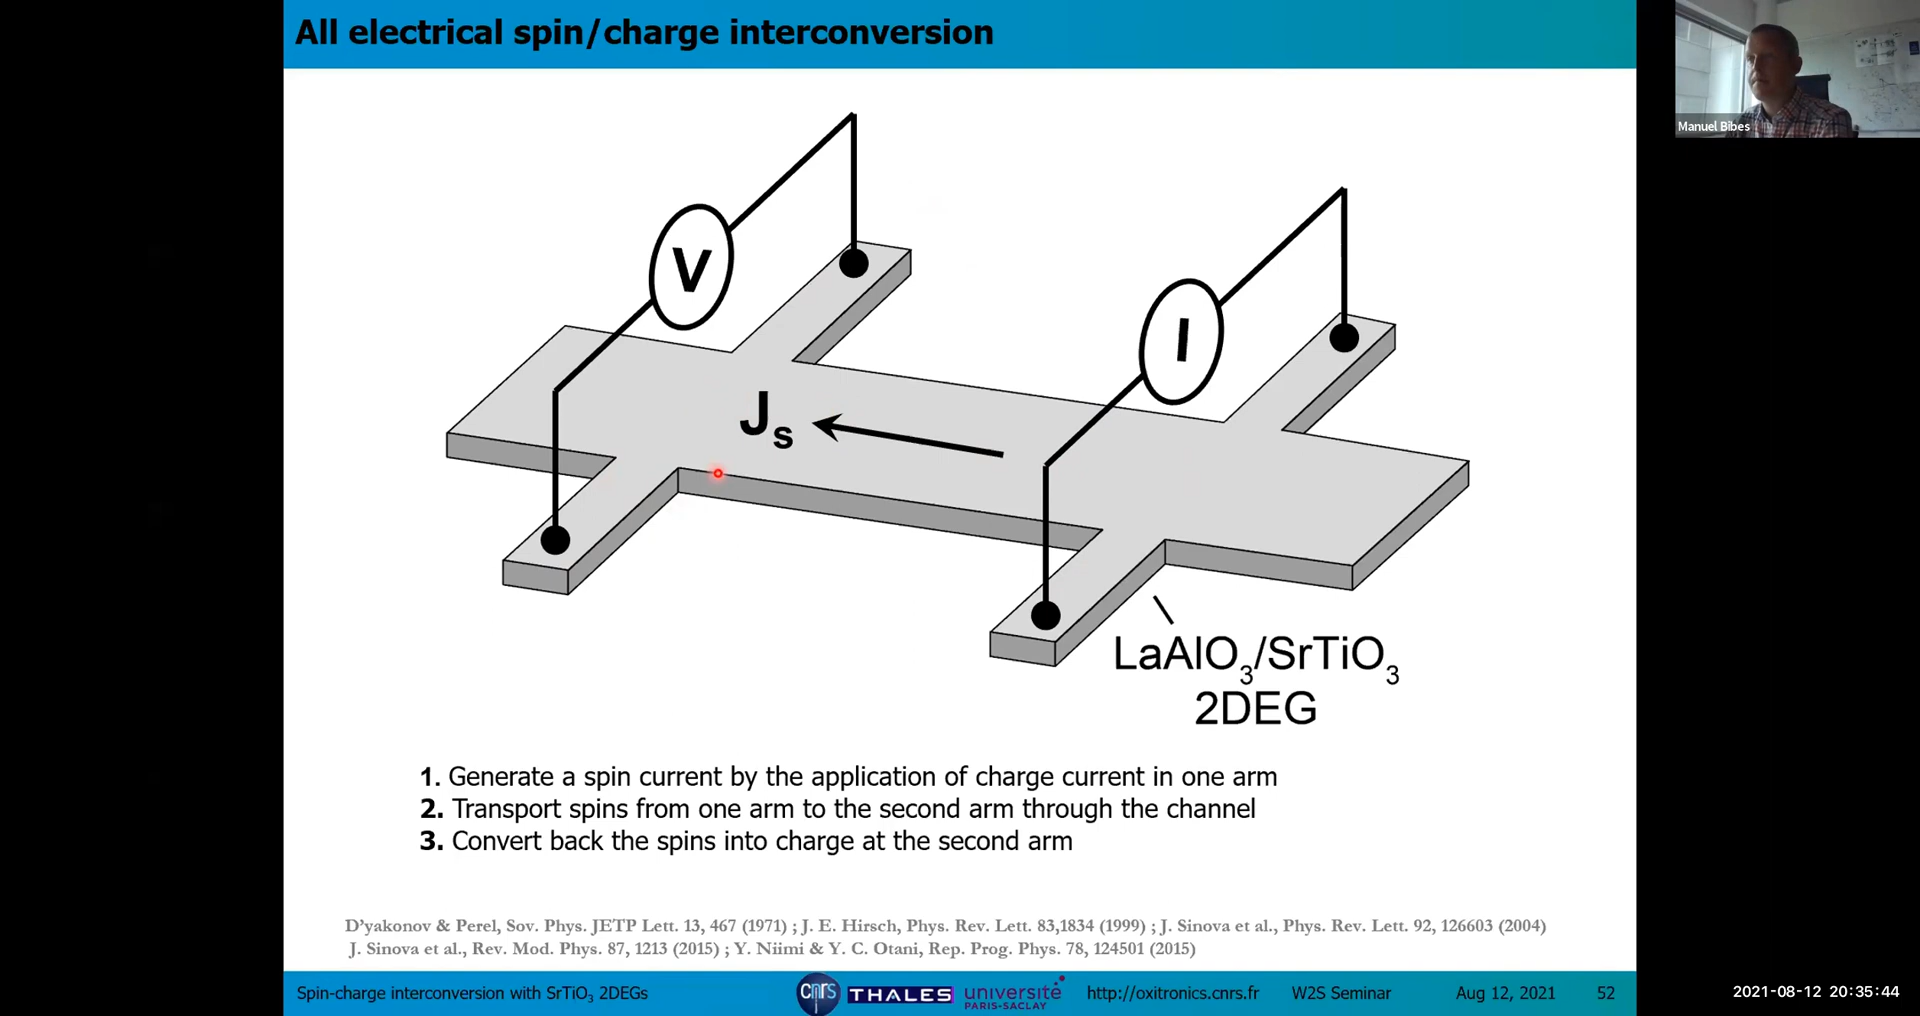 All electrical spin/charge interconversion
Manuel Bibes
V
I
Js
LaAlO3/SrTiO3
2DEG
1. Generate a spin current by the application of charge current in one arm
2. Transport spins from one arm to the second arm through the channel
3. Convert back the spins into charge at the second arm
D'yakonov & Perel, Sov. Phys. JETP Lett. 13, 467 (1971) ; J. E. Hirsch, Phys. Rev. Lett. 83,1834 (1999) ; J. Sinova et al., Phys. Rev. Lett. 92, 126603 (2004)
J. Sinova et al., Rev. Mod. Phys. 87, 1213 (2015) ; Y. Niimi & Y. C. Otani, Rep. Prog. Phys. 78, 124501 (2015)
Spin-charge interconversion with SrTiO3 2DEGs
cnrs
THALES
université
PARIS-SACLAY
http://oxitronics.cnrs.fr
W2S Seminar
Aug 12, 2021
52
2021-08-12 20:35:44